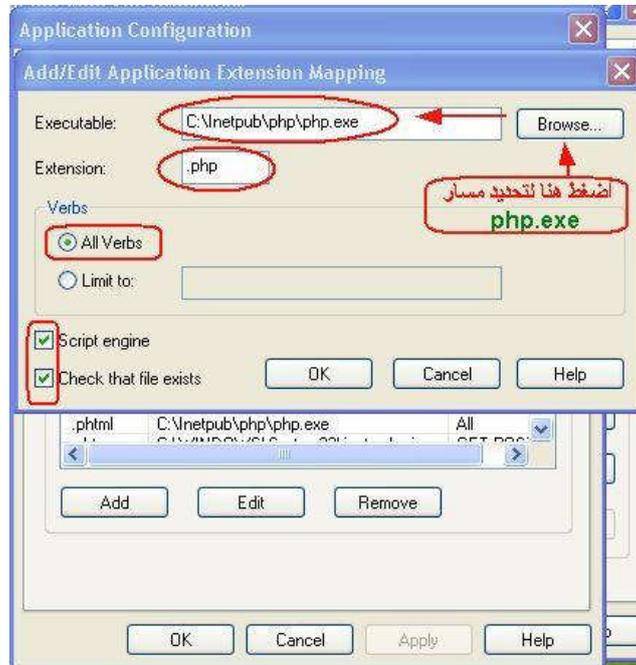 Application Configuration
Add/Edit Application Extension Mapping
Executable:
C:\Inetpub\php\php.exe
Browse...
Extension:
.php
اضغط هنا لتحديد مسار
php.exe
Verbs
All Verbs
Limit to:
Script engine
Check that file exists
OK
Cancel
Help
.phtml C:\Inetpub\php\php.exe All
Add
Edit
Remove
OK
Cancel
Apply
Help